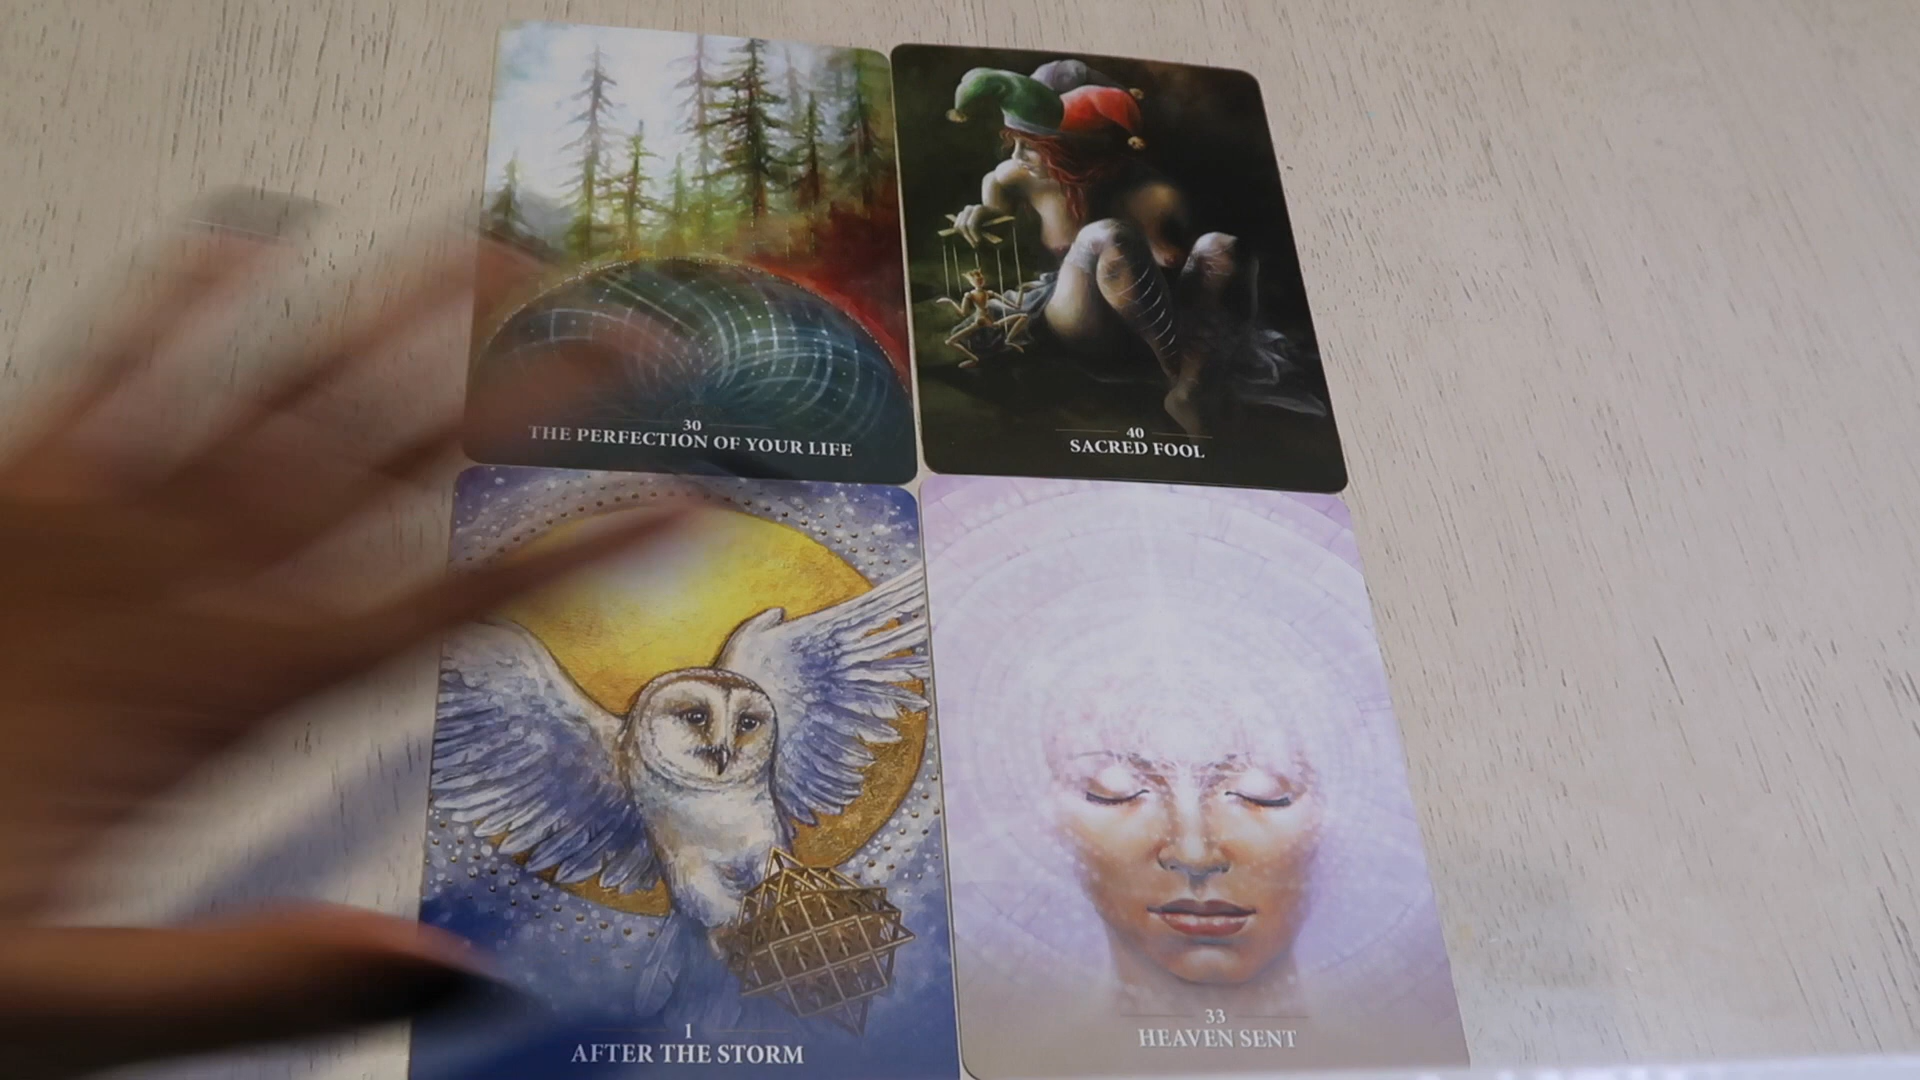 30
THE PERFECTION OF YOUR LIFE
40
SACRED FOOL
1
AFTER THE STORM
33
HEAVEN SENT